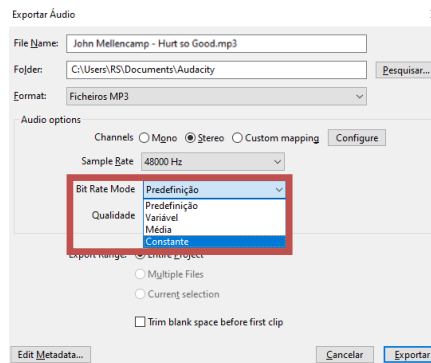 Exportar Áudio
File Name: John Mellencamp - Hurt so Good.mp3
Folder: C:\Users\RS\Documents\Audacity Pesquisar...
Format: Ficheiros MP3
Audio options
Channels Mono Stereo Custom mapping Configure
Sample Rate 48000 Hz
Bit Rate Mode Predefinição
Predefinição
Variável
Qualidade Média
Constante
Export Range: Entire Project
Multiple Files
Current selection
Trim blank space before first clip
Edit Metadata... Cancelar Exportar